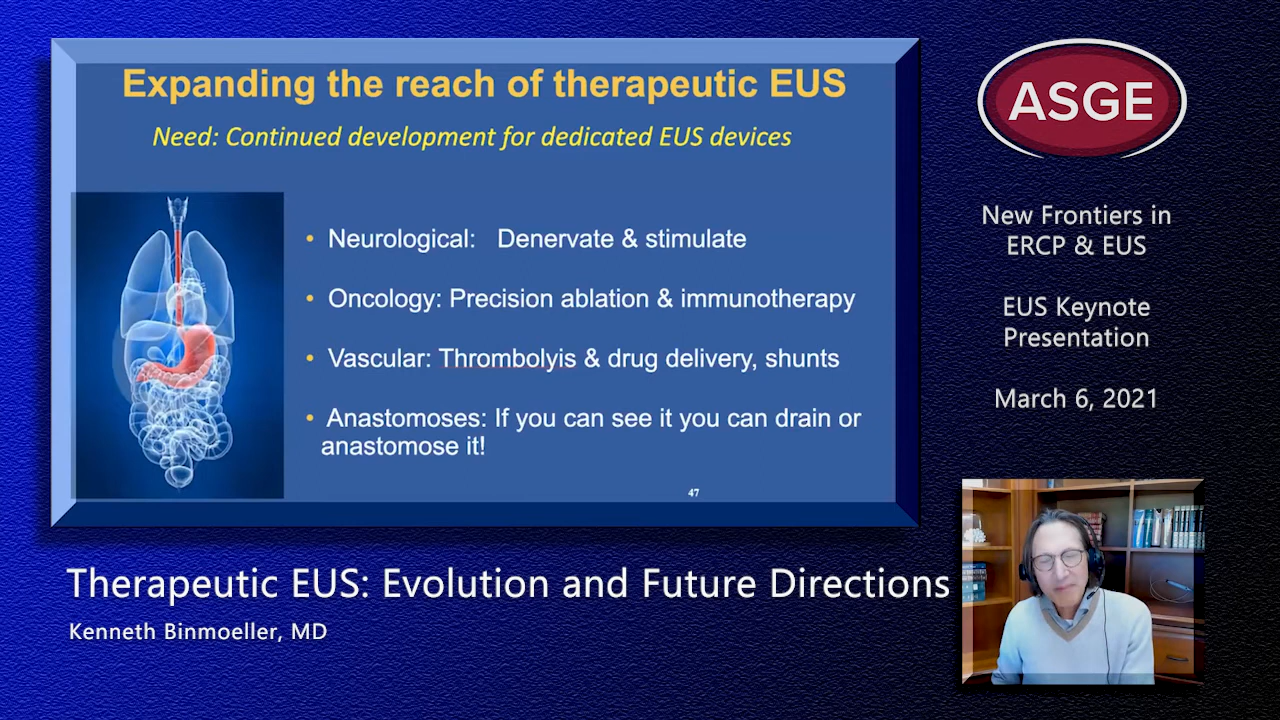 Expanding the reach of therapeutic EUS
Need: Continued development for dedicated EUS devices
• Neurological: Denervate & stimulate
• Oncology: Precision ablation & immunotherapy
• Vascular: Thrombolyis & drug delivery, shunts
• Anastomoses: If you can see it you can drain or
anastomose it!
47
ASGE
New Frontiers in
ERCP & EUS
EUS Keynote
Presentation
March 6, 2021
Therapeutic EUS: Evolution and Future Directions
Kenneth Binmoeller, MD